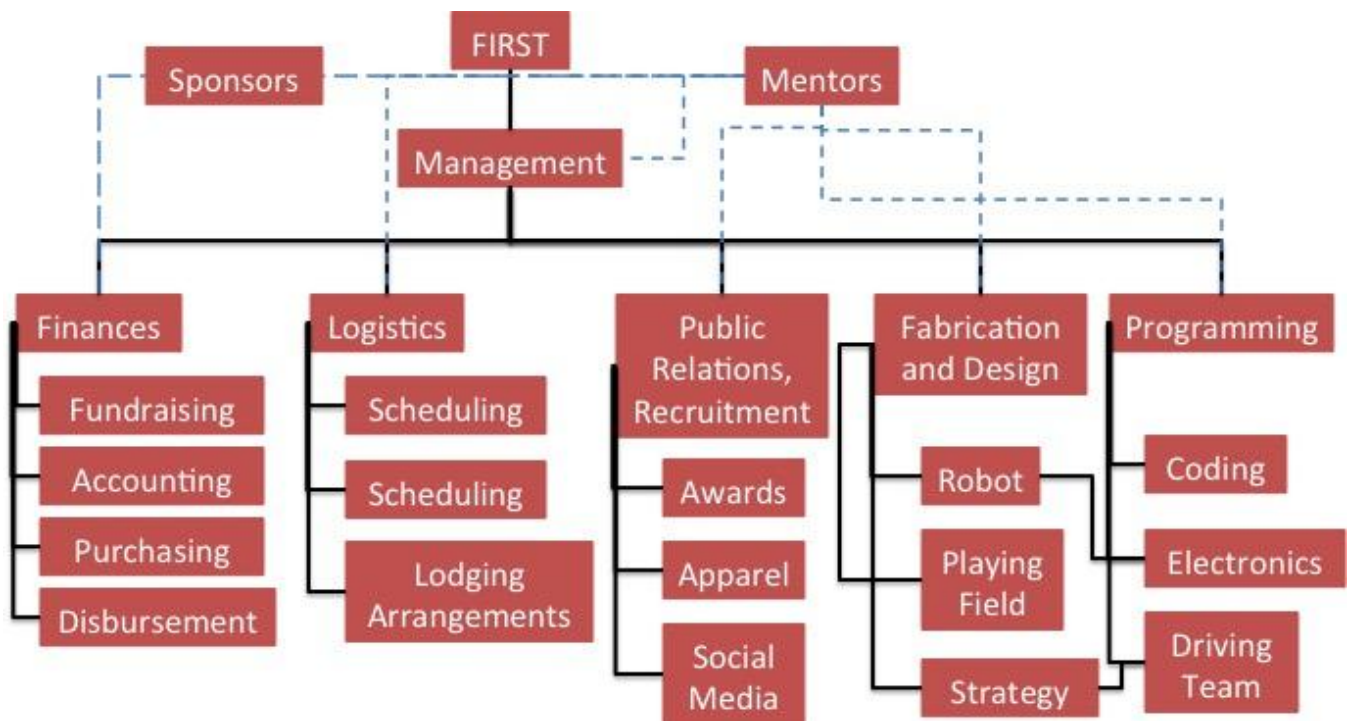 FIRST
Sponsors
Mentors
Management
Finances
Fundraising
Accounting
Purchasing
Disbursement
Logistics
Scheduling
Scheduling
Lodging
Arrangements
Public
Relations,
Recruitment
Awards
Apparel
Social
Media
Fabrication
and Design
Robot
Playing
Field
Strategy
Programming
Coding
Electronics
Driving
Team